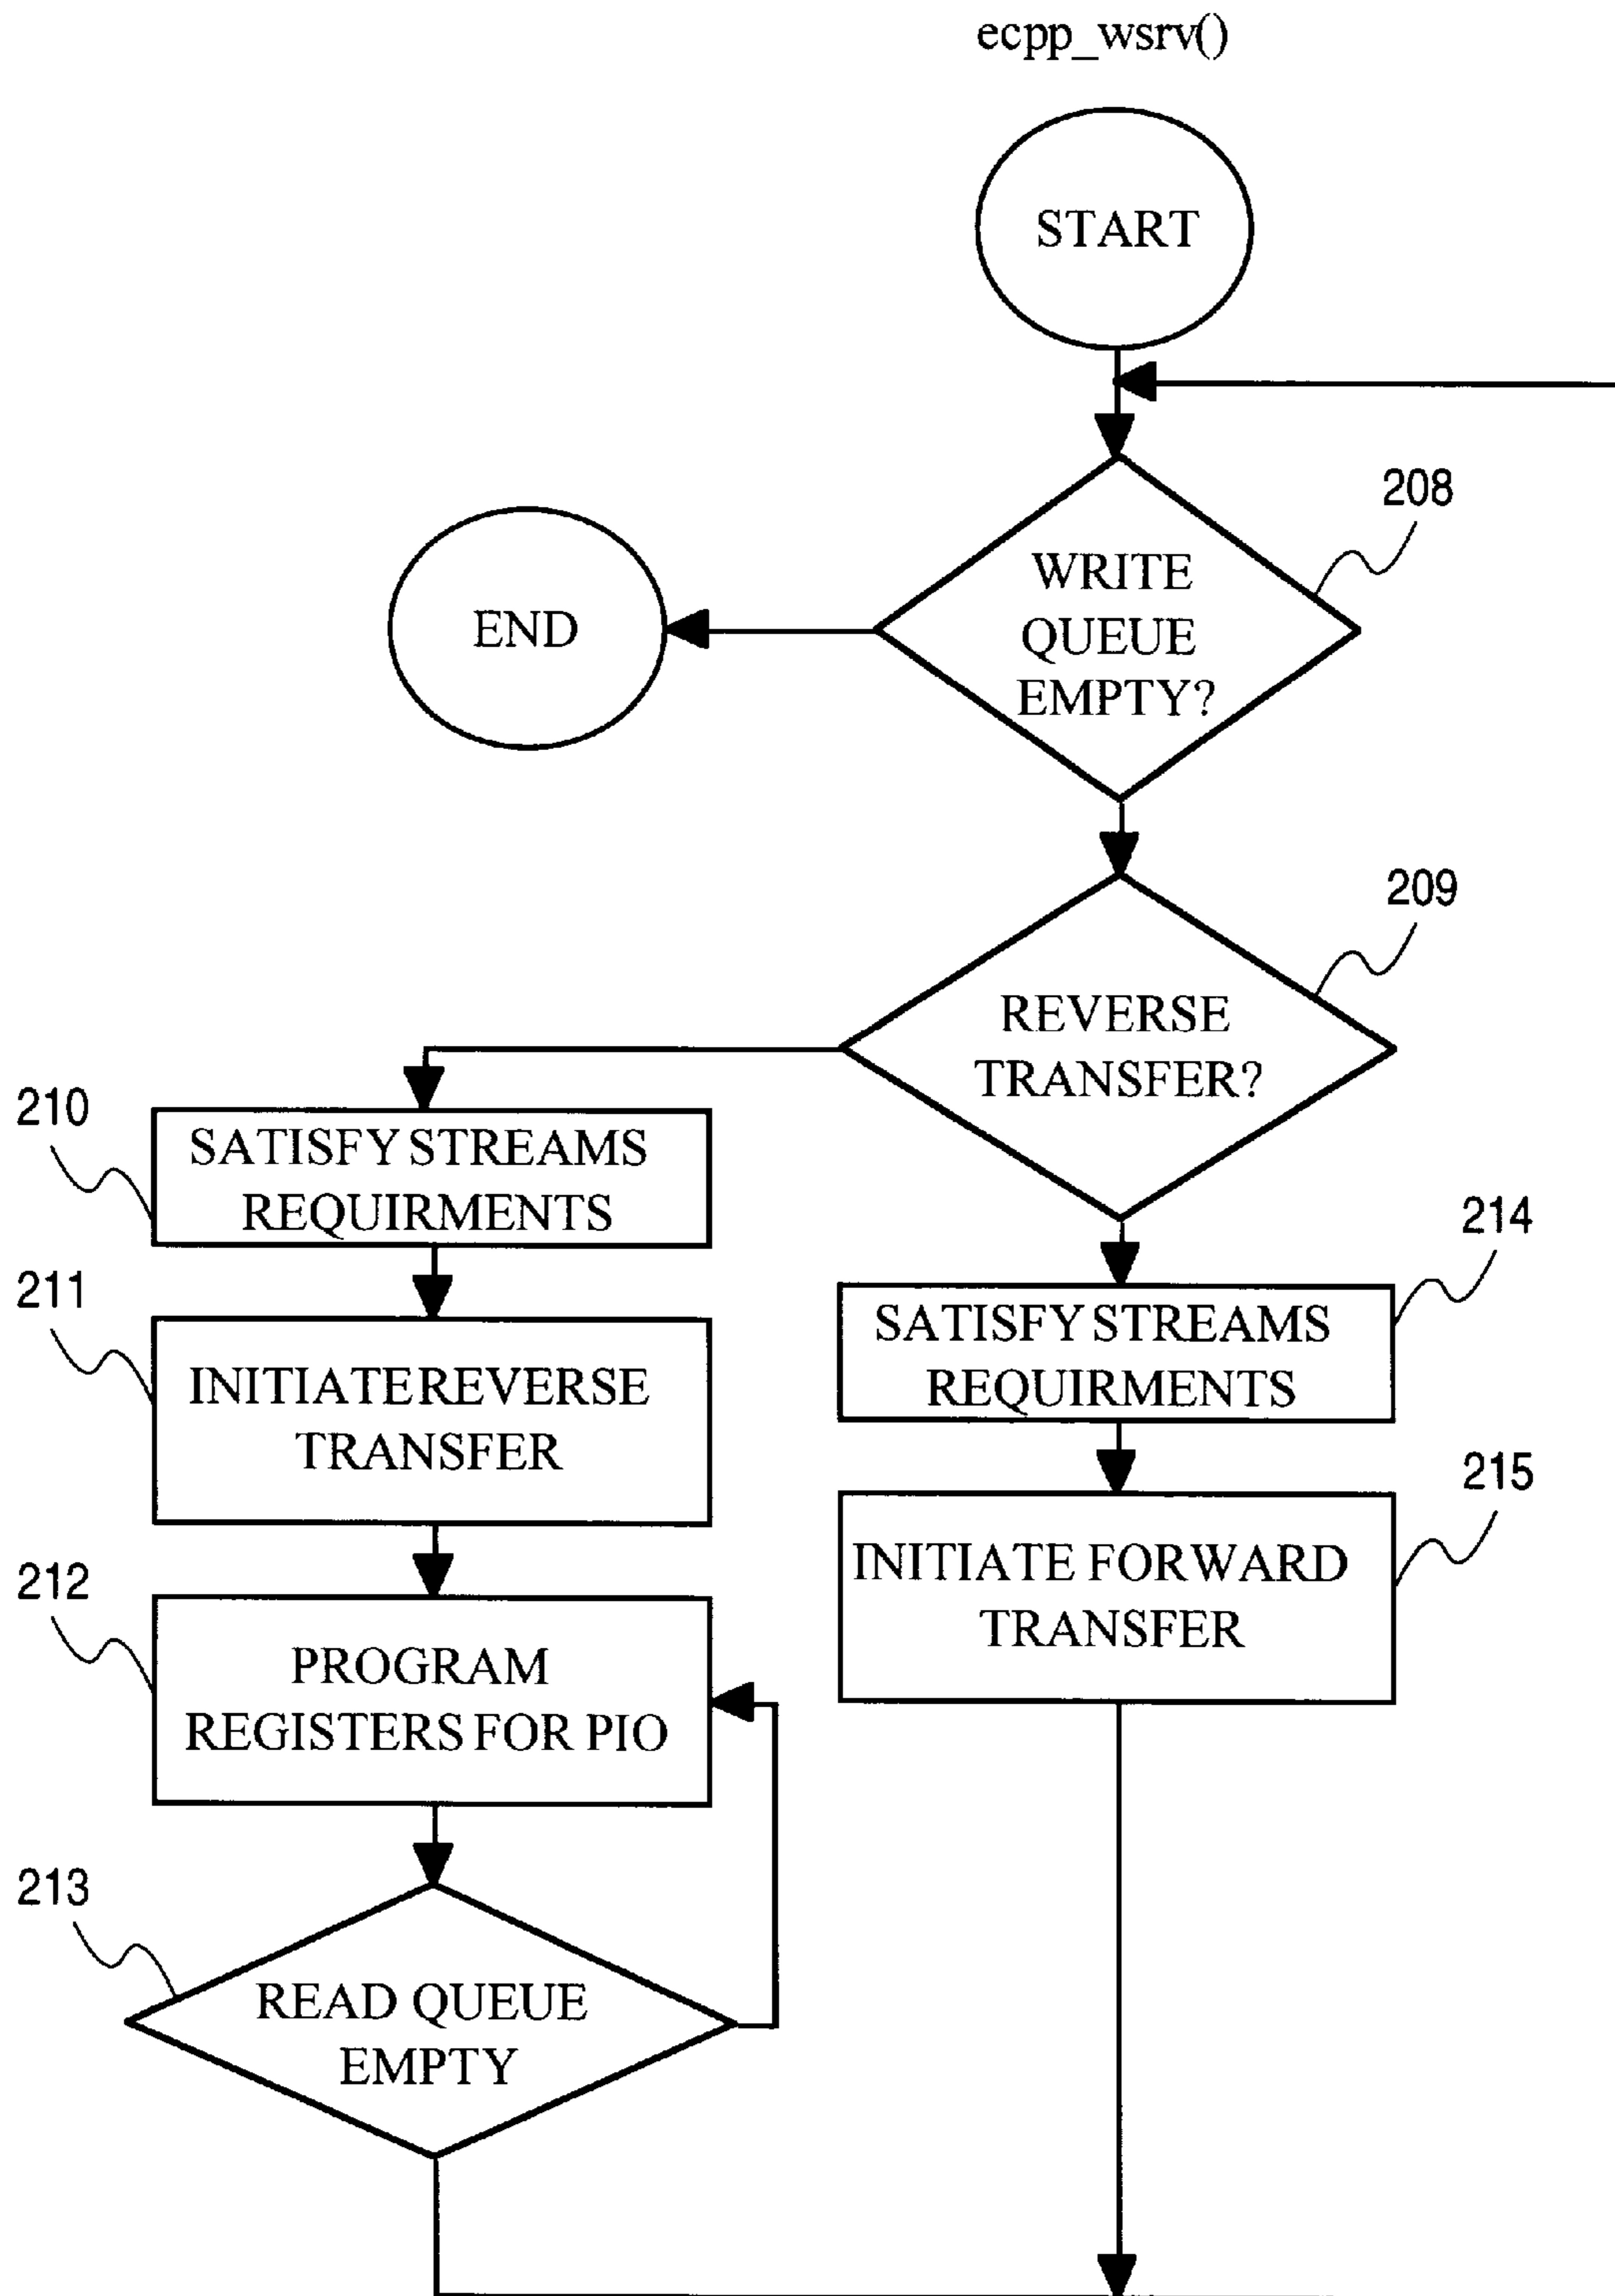 ecpp_wsrv()
START
208
WRITE
QUEUE
EMPTY?
END
209
REVERSE
TRANSFER?
210
SATISFY STREAMS
REQUIRMENTS
211
INITIATE REVERSE
TRANSFER
212
PROGRAM
REGISTERS FOR PIO
213
READ QUEUE
EMPTY
214
SATISFY STREAMS
REQUIRMENTS
215
INITIATE FORWARD
TRANSFER